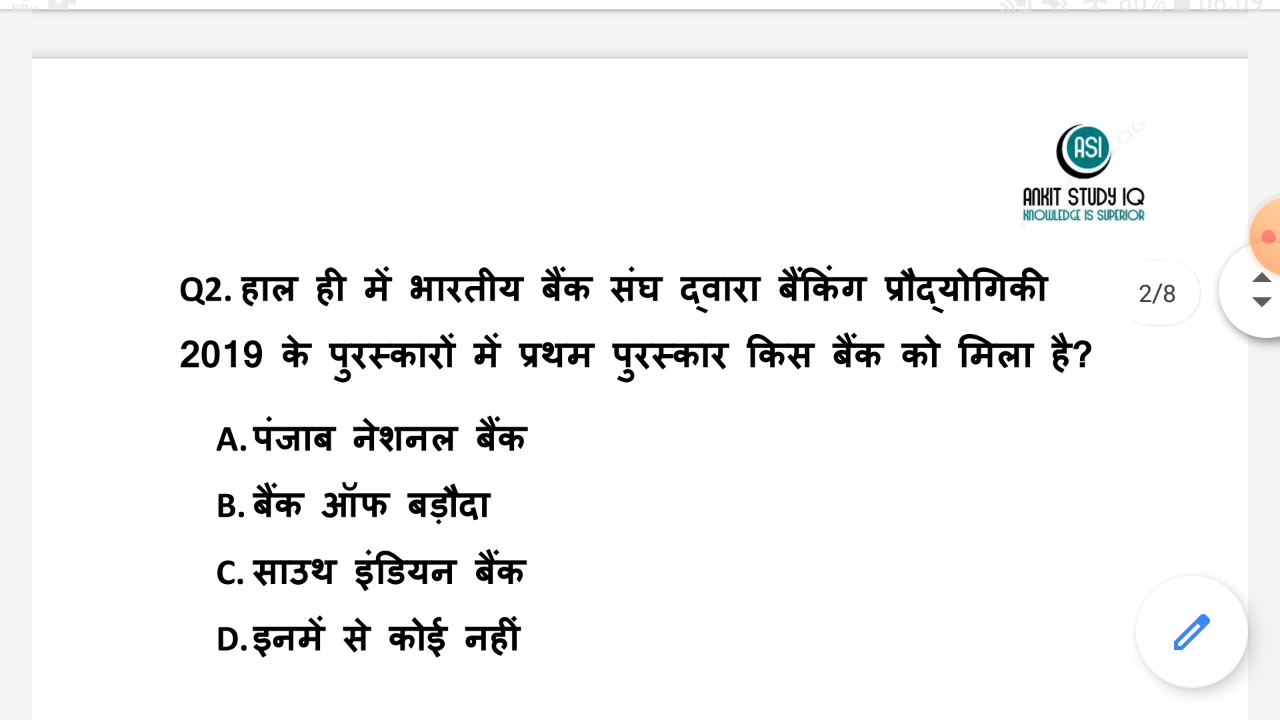 ASI
ANKIT STUDY IQ
KNOWLEDGE IS SUPERIOR
Q2. हाल ही में भारतीय बैंक संघ द्वारा बैंकिंग प्रौद्योगिकी
2/8
2019 के पुरस्कारों में प्रथम पुरस्कार किस बैंक को मिला है?
A. पंजाब नेशनल बैंक
B. बैंक ऑफ बड़ौदा
C. साउथ इंडियन बैंक
D. इनमें से कोई नहीं